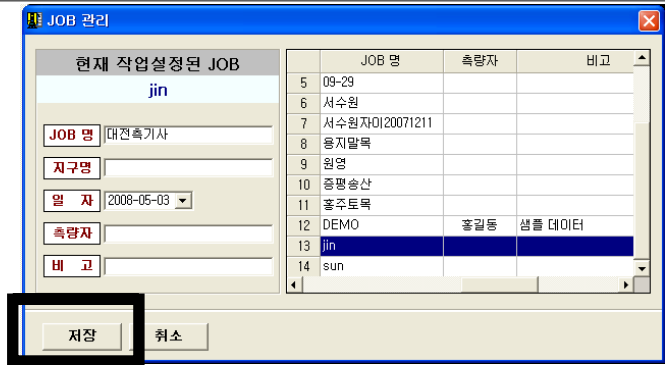 JOB 관리
현재 작업설정된 JOB
jin
JOB 명 대전측기사
지구명
일 자 2008-05-03
측량자
비 고
JOB 명 측량자 비고
5 09-29
6 서수원
7 서수원자미20071211
8 용지말목
9 원영
10 증평송산
11 홍주토목
12 DEMO 홍길동 샘플 데이터
13 jin
14 sun
저장 취소